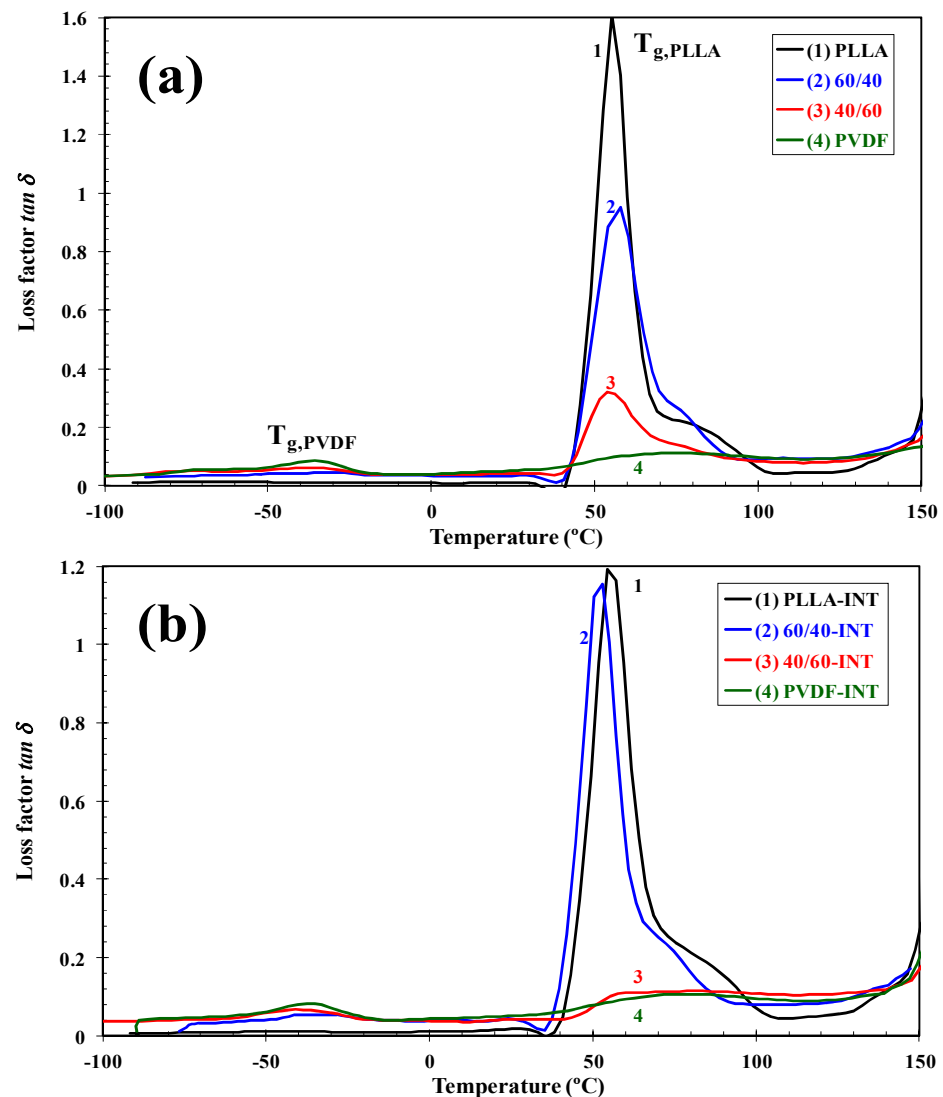 (a)
T_g,PLLA
T_g,PVDF
1
2
3
4
(1) PLLA
(2) 60/40
(3) 40/60
(4) PVDF
Loss factor tan δ
1.6
1.4
1.2
1
0.8
0.6
0.4
0.2
0
-100
-50
0
50
100
150
Temperature (ºC)
(b)
1
2
3
4
(1) PLLA-INT
(2) 60/40-INT
(3) 40/60-INT
(4) PVDF-INT
Loss factor tan δ
1.2
1
0.8
0.6
0.4
0.2
0
-100
-50
0
50
100
150
Temperature (ºC)